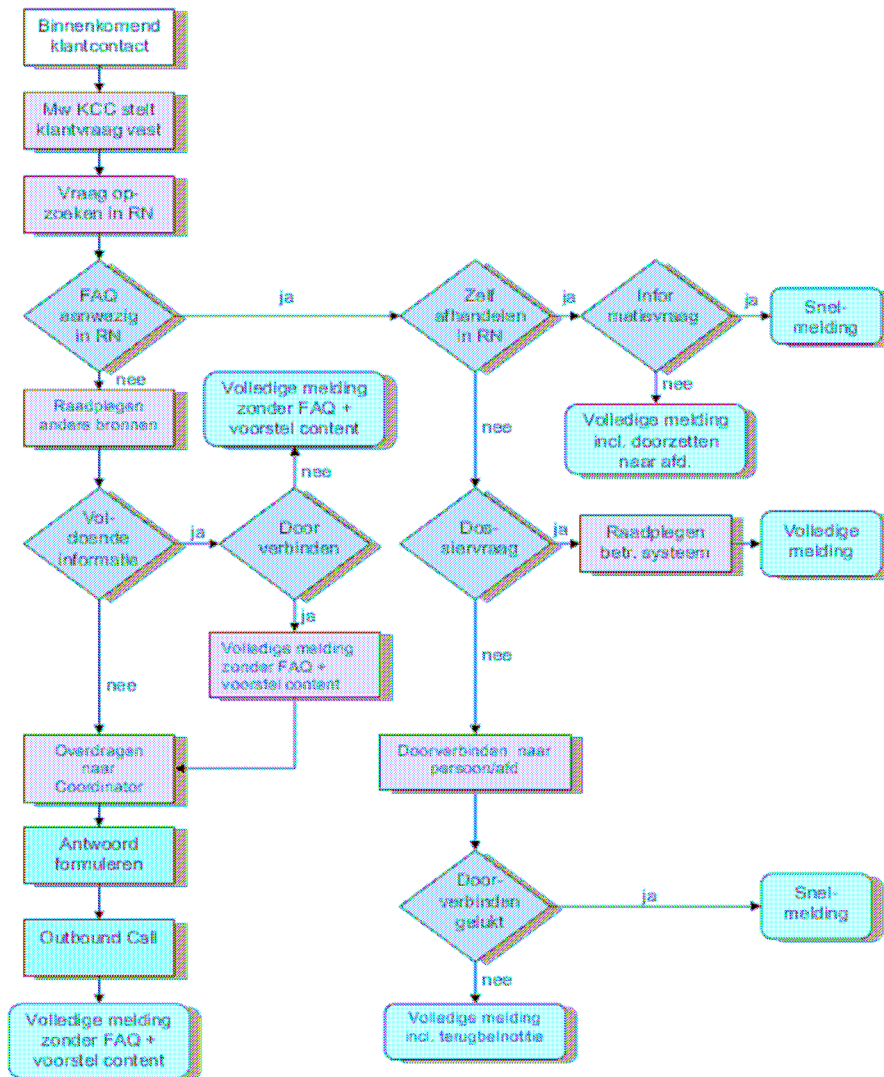 Binnenkomend
klantcontact
Mw KCC stelt
klantvraag vast
Vraag op-
zoeken in RN
FAQ
aanwezig
in RN
ja
Zelf
afhandelen
in RN
ja
Infor
matievraag
ja
Snel-
melding
nee
Raadplegen
andere bronnen
Volledige melding
zonder FAQ +
voorstel content
nee
nee
Volledige melding
incl. doorzetten
naar afd.
nee
Vol-
doende
informatie
ja
Door
verbinden
Dos-
siervraag
ja
Raadplegen
betr. systeem
Volledige
melding
ja
nee
Volledige melding
zonder FAQ +
voorstel content
nee
Overdragen
naar
Coordinator
Doorverbinden naar
persoon/afd
Antwoord
formuleren
Door-
verbinden
gelukt
ja
Snel-
melding
Outbound Call
nee
Volledige melding
zonder FAQ +
voorstel content
Volledige melding
incl. terugbelnotitie